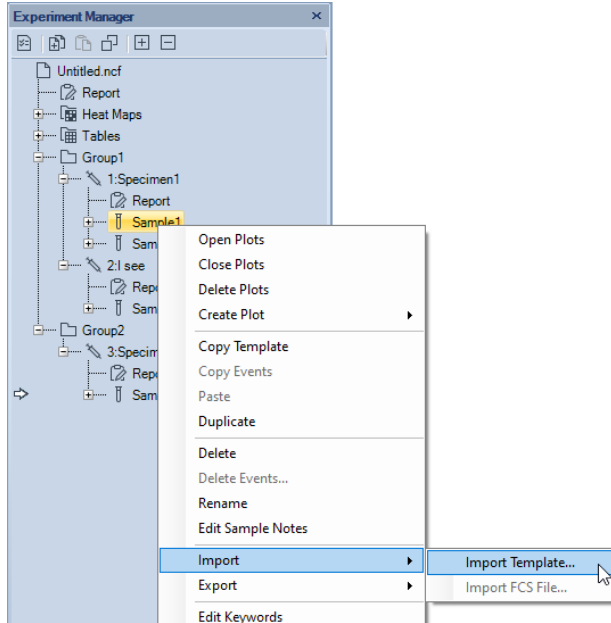 Experiment Manager
Untitled.ncf
Report
Heat Maps
Tables
Group1
1:Specimen1
Report
Sample1
Sam
2:I see
Repo
Sam
Group2
3:Specim
Repo
Sam
Open Plots
Close Plots
Delete Plots
Create Plot
Copy Template
Copy Events
Paste
Duplicate
Delete
Delete Events...
Rename
Edit Sample Notes
Import
Export
Edit Keywords
Import Template...
Import FCS File...